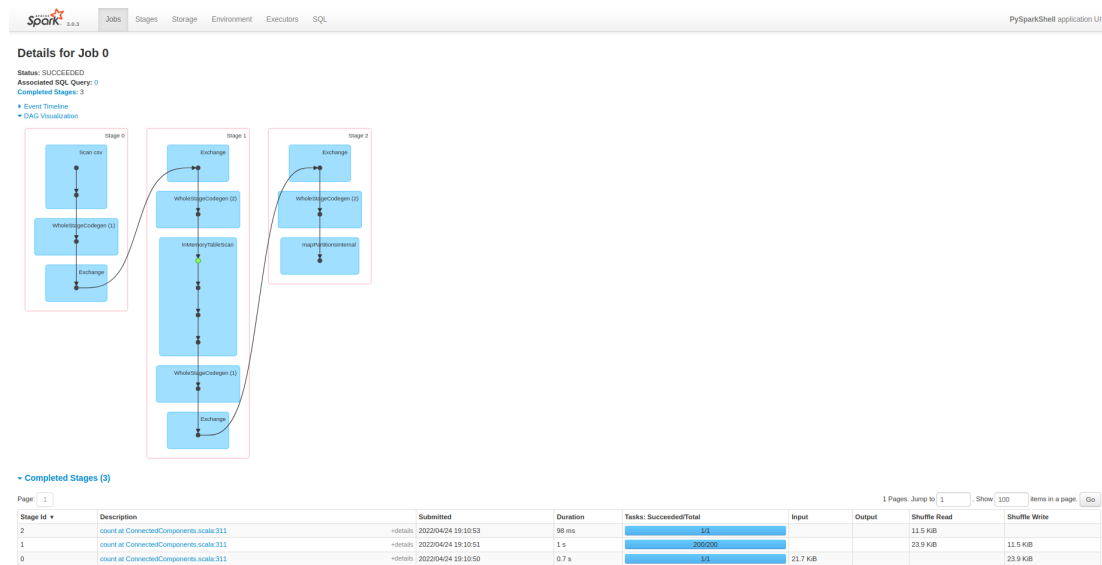 APACHE Spark 3.0.3 Jobs Stages Storage Environment Executors SQL PySparkShell application UI
Details for Job 0
Status: SUCCEEDED
Associated SQL Query: 0
Completed Stages: 3
Event Timeline
DAG Visualization
Stage 0 Stage 1 Stage 2
Scan csv Exchange Exchange
WholeStageCodegen (2) WholeStageCodegen (2)
WholeStageCodegen (1) InMemoryTableScan mapPartitionsInternal
Exchange
WholeStageCodegen (1)
Exchange
Completed Stages (3)
Page: 1 1 Pages. Jump to 1 . Show 100 items in a page. Go
Stage Id ▾ Description Submitted Duration Tasks: Succeeded/Total Input Output Shuffle Read Shuffle Write
2 count at ConnectedComponents.scala:311 +details 2022/04/24 19:10:53 98 ms 1/1 11.5 KiB
1 count at ConnectedComponents.scala:311 +details 2022/04/24 19:10:51 1 s 200/200 23.9 KiB 11.5 KiB
0 count at ConnectedComponents.scala:311 +details 2022/04/24 19:10:50 0.7 s 1/1 21.7 KiB 23.9 KiB